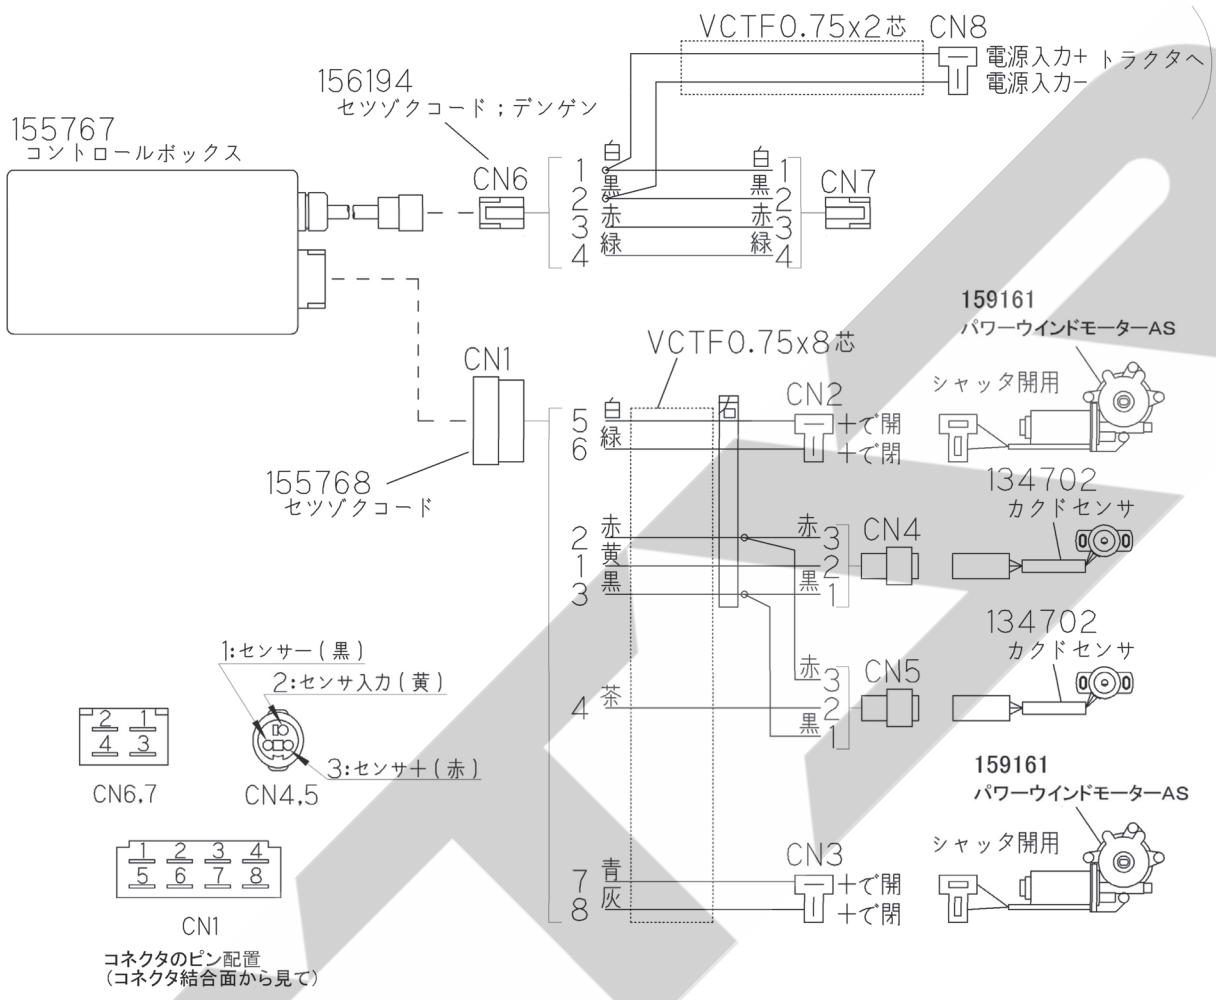 VCTF0.75x2芯 CN8
電源入力+ トラクタへ
電源入力-
156194
セツゾクコード；デンゲン
155767
コントロールボックス
CN6
1 白 白 1
2 黒 黒 2
3 赤 赤 3
4 緑 緑 4
CN7
159161
パワーウインドモーターAS
VCTF0.75x8芯
CN1
シャッタ開用
CN2
右
5 白 +で開
6 緑 +で閉
155768
セツゾクコード
134702
カクドセンサ
2 赤 赤 3 CN4
1 黄 2
3 黒 黒 1
134702
カクドセンサ
赤 3 CN5
4 茶 2
黒 1
1:センサー(黒)
2:センサ入力(黄)
3:センサ+(赤)
2 1
4 3
CN6,7
CN4,5
159161
パワーウインドモーターAS
シャッタ開用
CN3
7 青 +で開
8 灰 +で閉
1 2 3 4
5 6 7 8
CN1
コネクタのピン配置
(コネクタ結合面から見て)